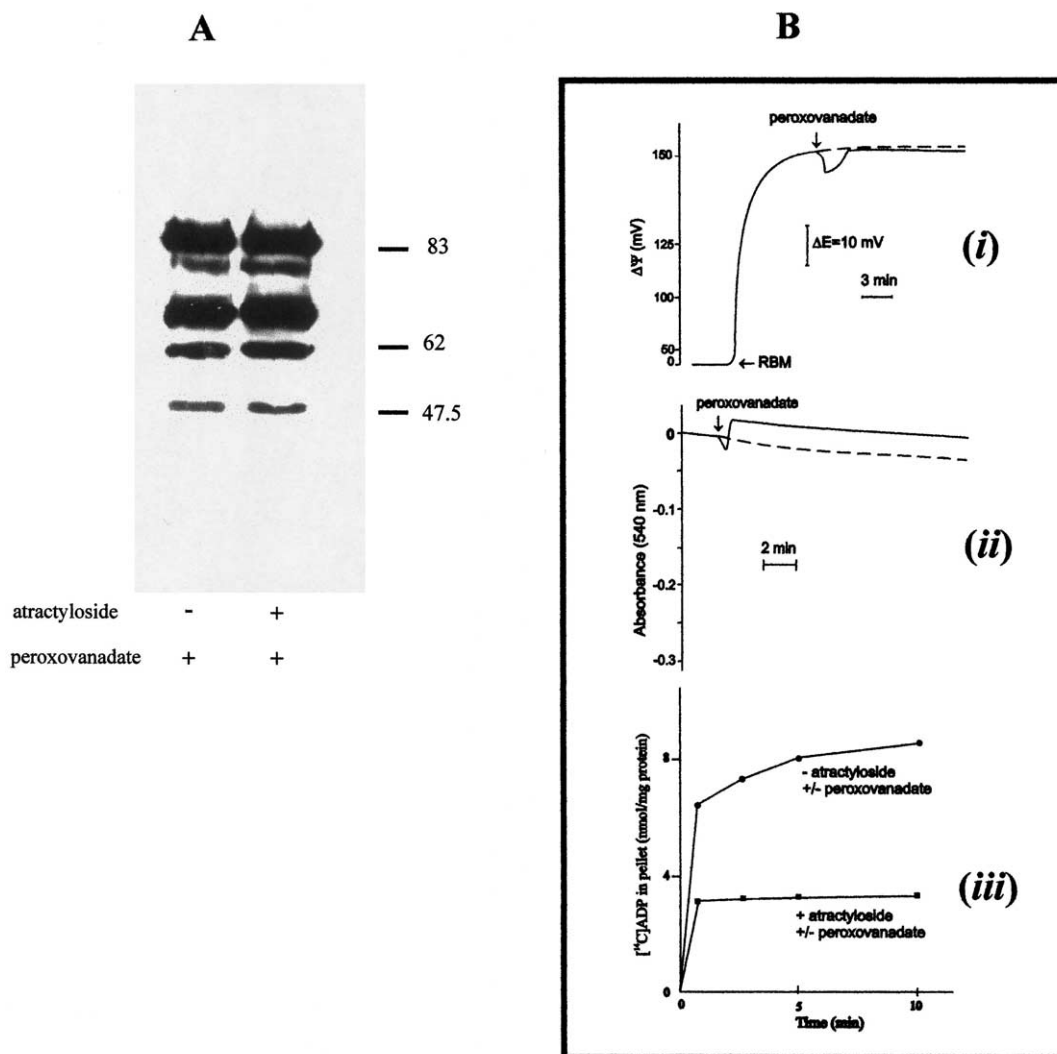 A
83
62
47.5
atractyloside - +
peroxovanadate + +
B
peroxovanadate
150
125
100
50
0
ΔΨ (mV)
ΔE=10 mV
3 min
RBM
(i)
peroxovanadate
0
-0.1
-0.2
-0.3
Absorbance (540 nm)
2 min
(ii)
8
4
0
[¹⁴C]ADP in pellet (nmol/mg protein)
- atractyloside
+/- peroxovanadate
+ atractyloside
+/- peroxovanadate
(iii)
0 5 10
Time (min)